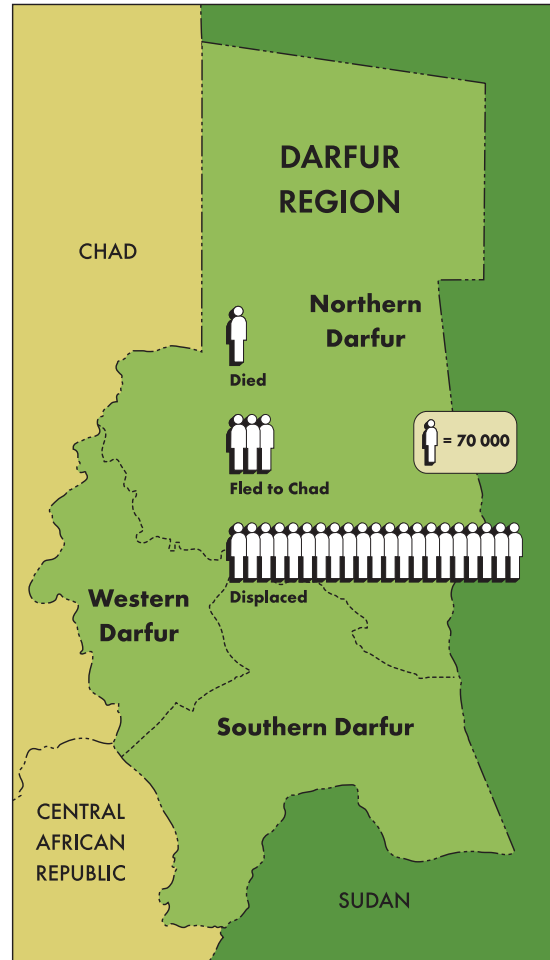 DARFUR
REGION
CHAD
Northern
Darfur
Died
= 70 000
Fled to Chad
Displaced
Western
Darfur
Southern Darfur
CENTRAL
AFRICAN
REPUBLIC
SUDAN